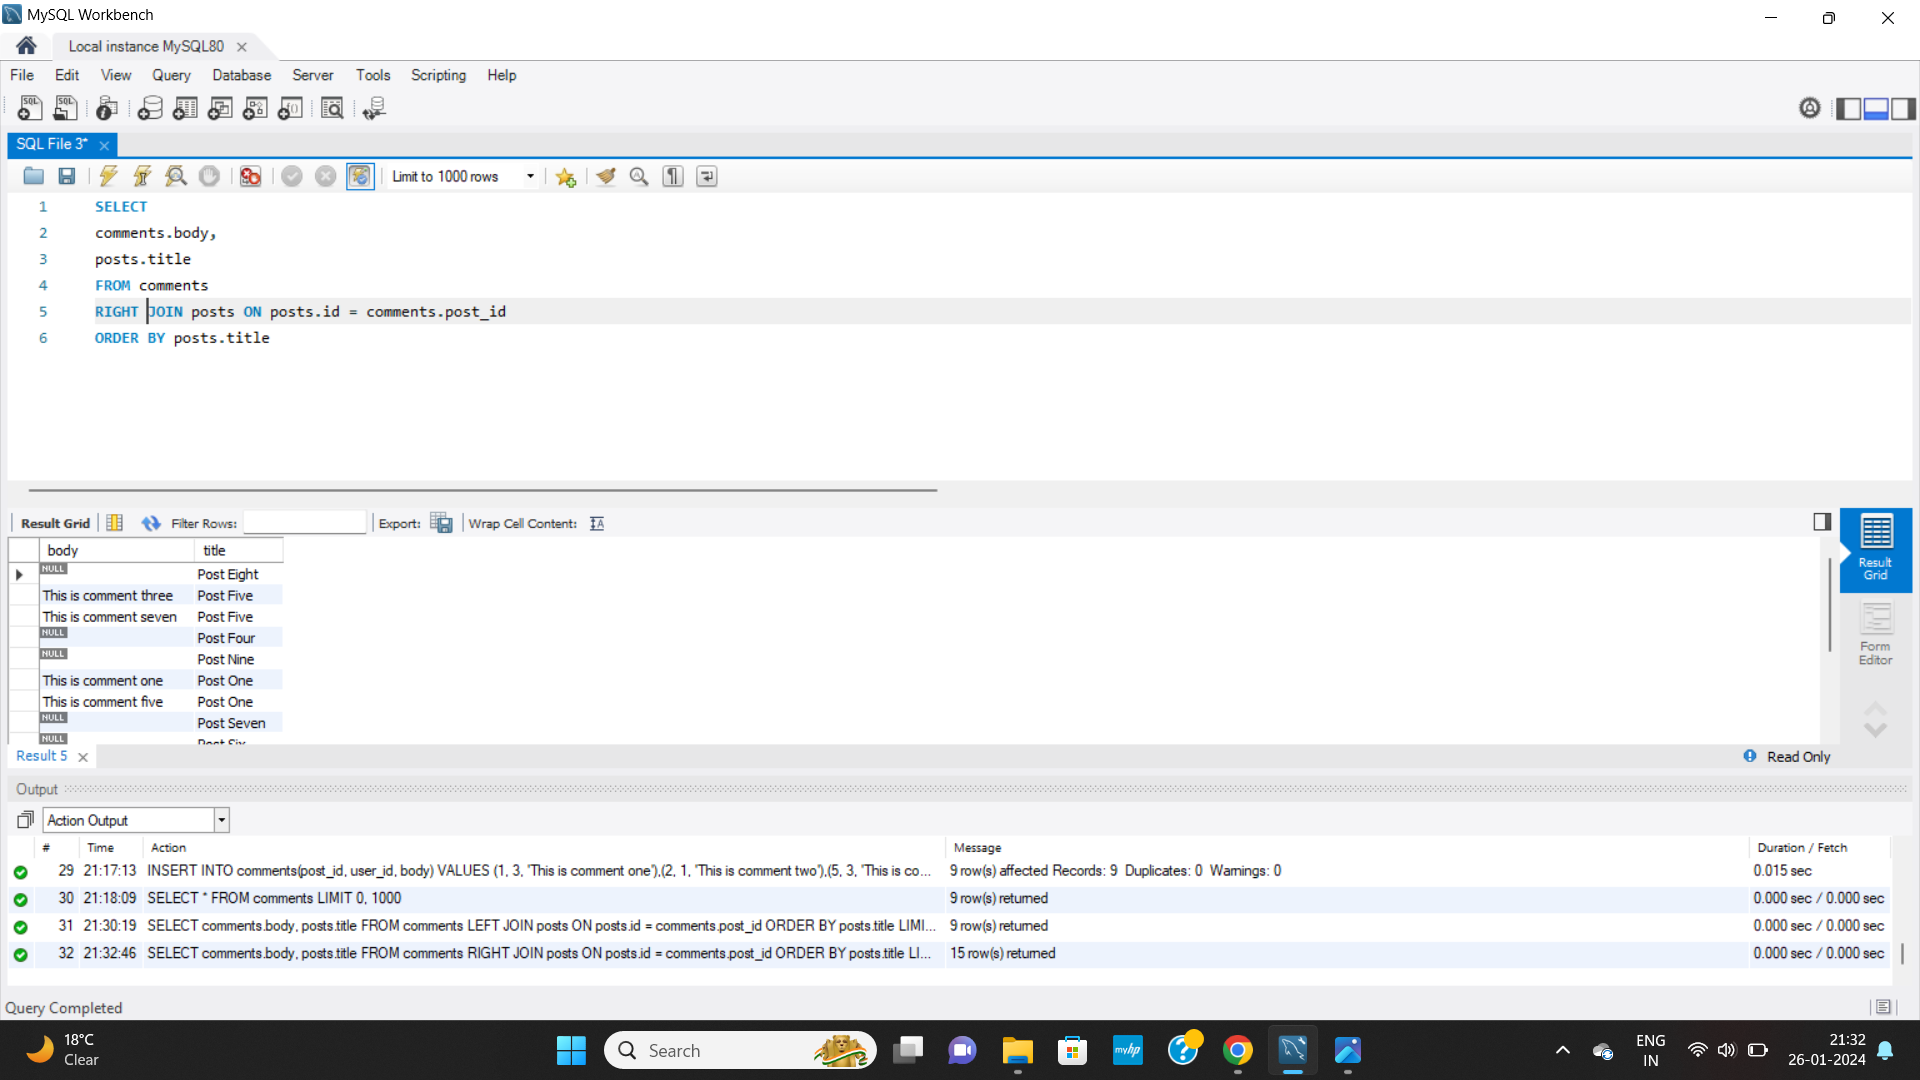 MySQL Workbench
Local instance MySQL80
File Edit View Query Database Server Tools Scripting Help
SQL File 3*
Limit to 1000 rows
1 SELECT
2 comments.body,
3 posts.title
4 FROM comments
5 RIGHT JOIN posts ON posts.id = comments.post_id
6 ORDER BY posts.title
Result Grid Filter Rows: Export: Wrap Cell Content:
body title
NULL Post Eight
This is comment three Post Five
This is comment seven Post Five
NULL Post Four
NULL Post Nine
This is comment one Post One
This is comment five Post One
NULL Post Seven
NULL Post Six
Result
Grid
Form
Editor
Result 5
Read Only
Output
Action Output
# Time Action Message Duration / Fetch
29 21:17:13 INSERT INTO comments(post_id, user_id, body) VALUES (1, 3, 'This is comment one'),(2, 1, 'This is comment two'),(5, 3, 'This is co... 9 row(s) affected Records: 9 Duplicates: 0 Warnings: 0 0.015 sec
30 21:18:09 SELECT * FROM comments LIMIT 0, 1000 9 row(s) returned 0.000 sec / 0.000 sec
31 21:30:19 SELECT comments.body, posts.title FROM comments LEFT JOIN posts ON posts.id = comments.post_id ORDER BY posts.title LIMI... 9 row(s) returned 0.000 sec / 0.000 sec
32 21:32:46 SELECT comments.body, posts.title FROM comments RIGHT JOIN posts ON posts.id = comments.post_id ORDER BY posts.title LI... 15 row(s) returned 0.000 sec / 0.000 sec
Query Completed
18°C
Clear
Search
myhp
ENG
IN
21:32
26-01-2024